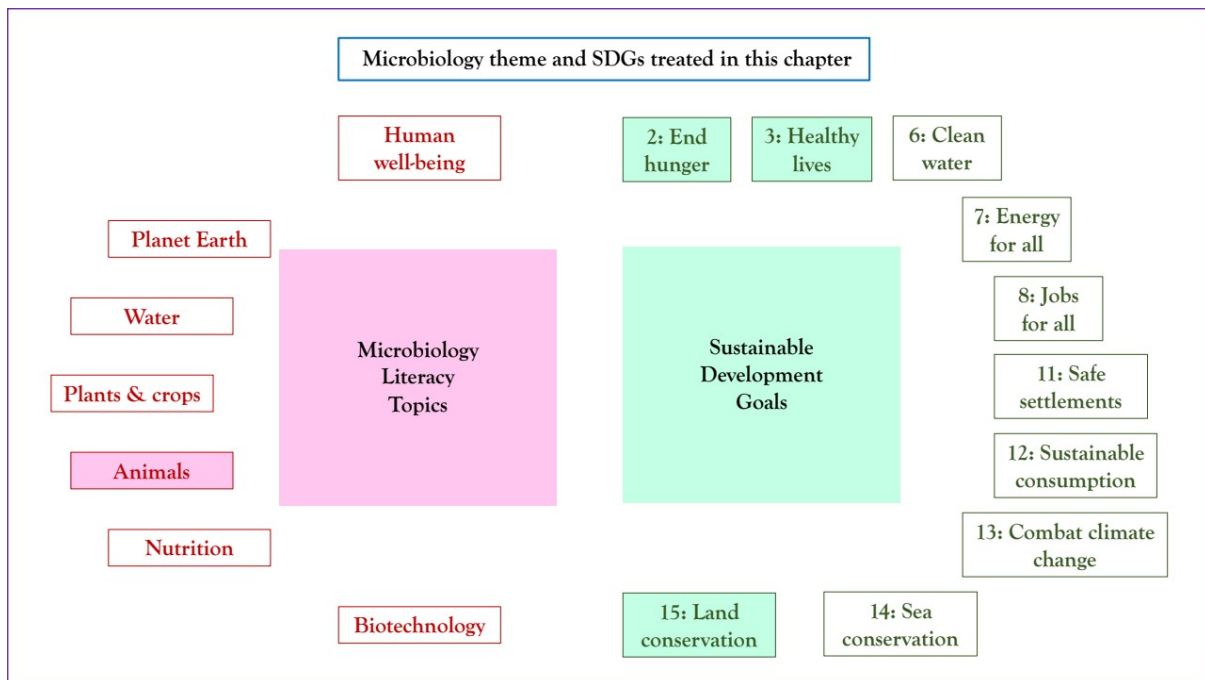 Microbiology theme and SDGs treated in this chapter
Human
well-being
Planet Earth
Water
Plants & crops
Animals
Nutrition
Biotechnology
Microbiology
Literacy
Topics
Sustainable
Development
Goals
2: End
hunger
3: Healthy
lives
6: Clean
water
7: Energy
for all
8: Jobs
for all
11: Safe
settlements
12: Sustainable
consumption
13: Combat climate
change
14: Sea
conservation
15: Land
conservation